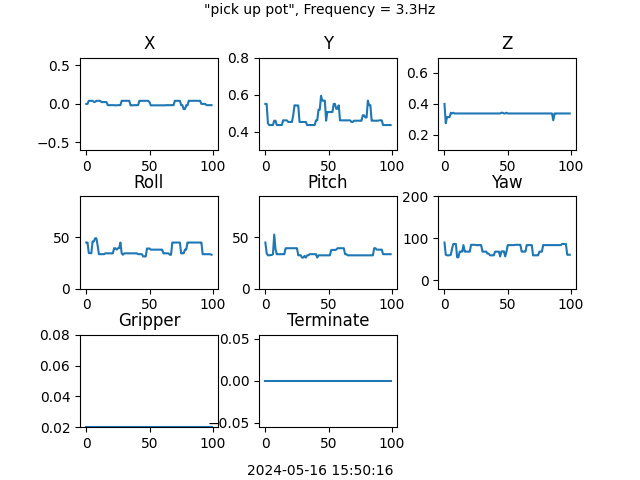 "pick up pot", Frequency = 3.3Hz
X Y Z
0.5 0.0 −0.5 0 50 100
0.8 0.6 0.4 0 50 100
0.6 0.4 0.2 0 50 100
Roll Pitch Yaw
50 0 0 50 100
50 0 0 50 100
200 100 0 0 50 100
Gripper Terminate
0.08 0.06 0.04 0.02 0 50 100
0.05 0.00 −0.05 0 50 100
2024-05-16 15:50:16